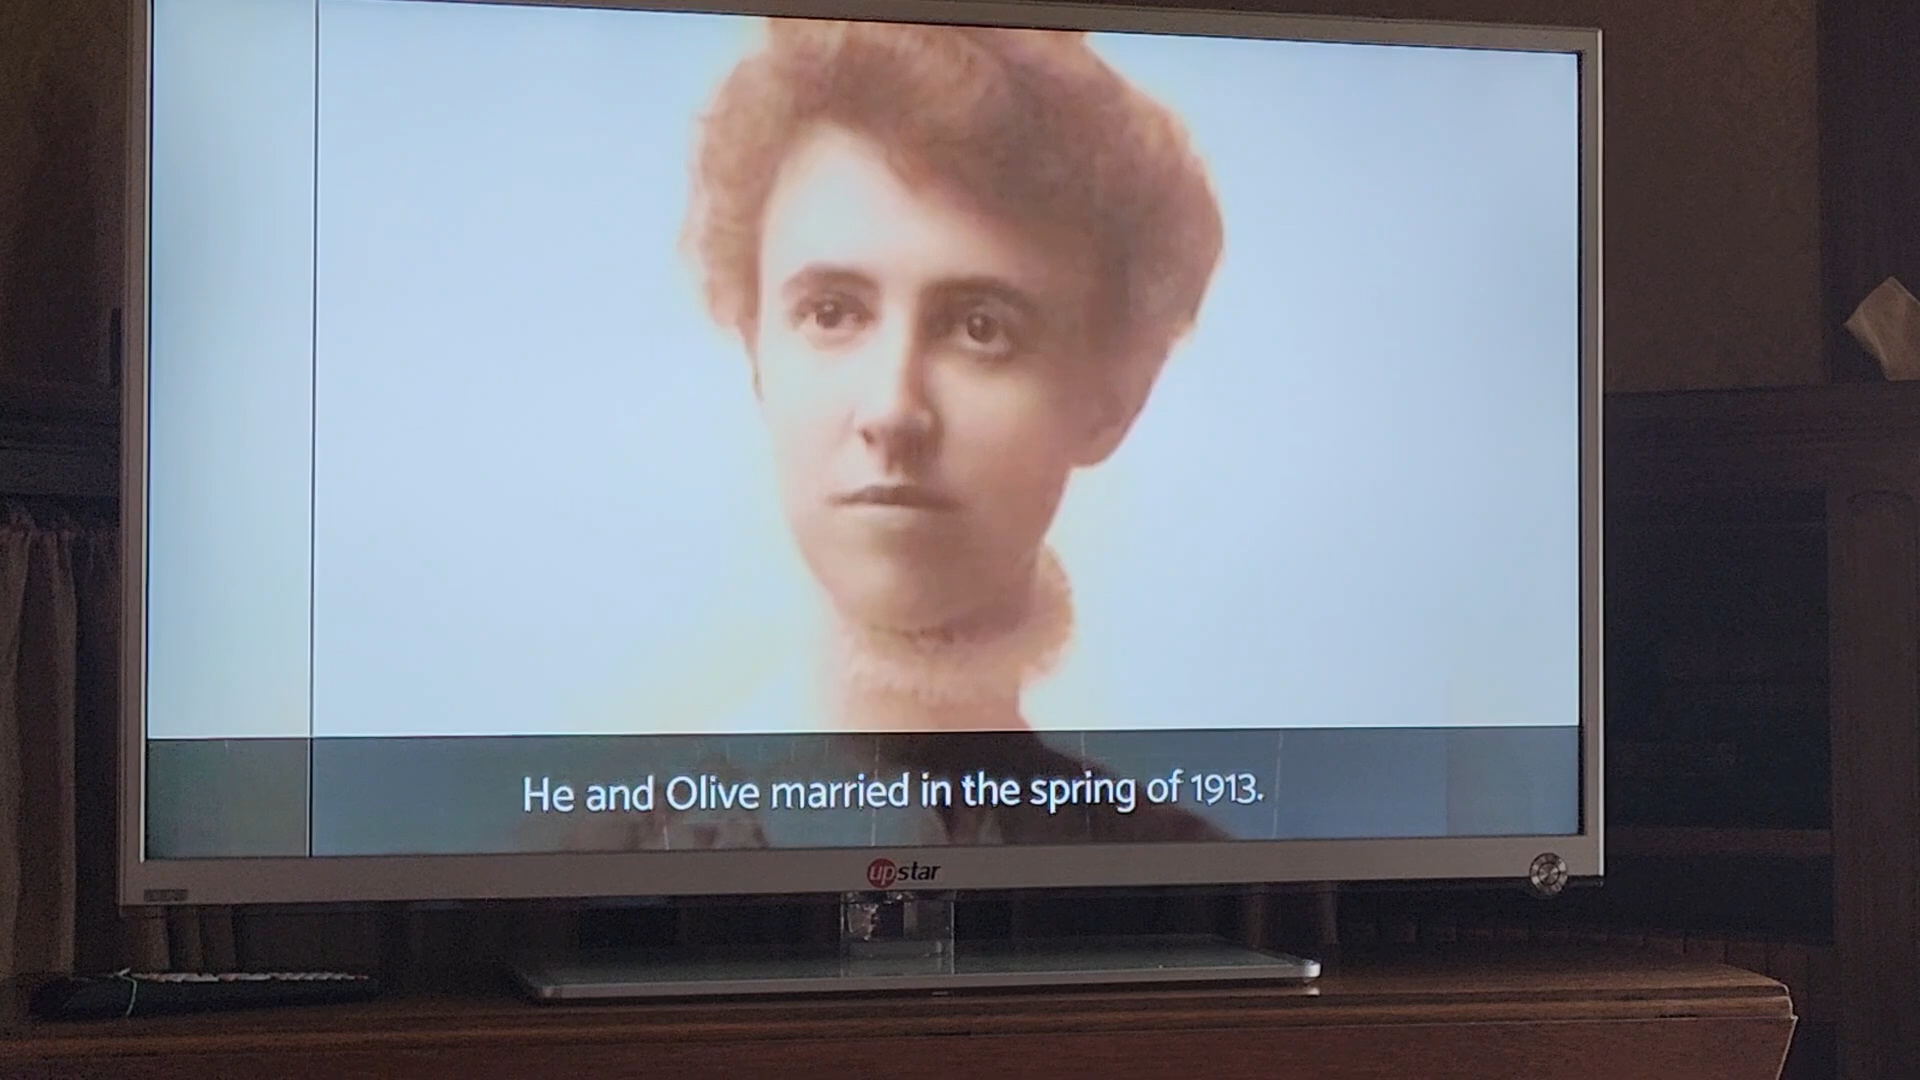 He and Olive married in the spring of 1913.
upstar